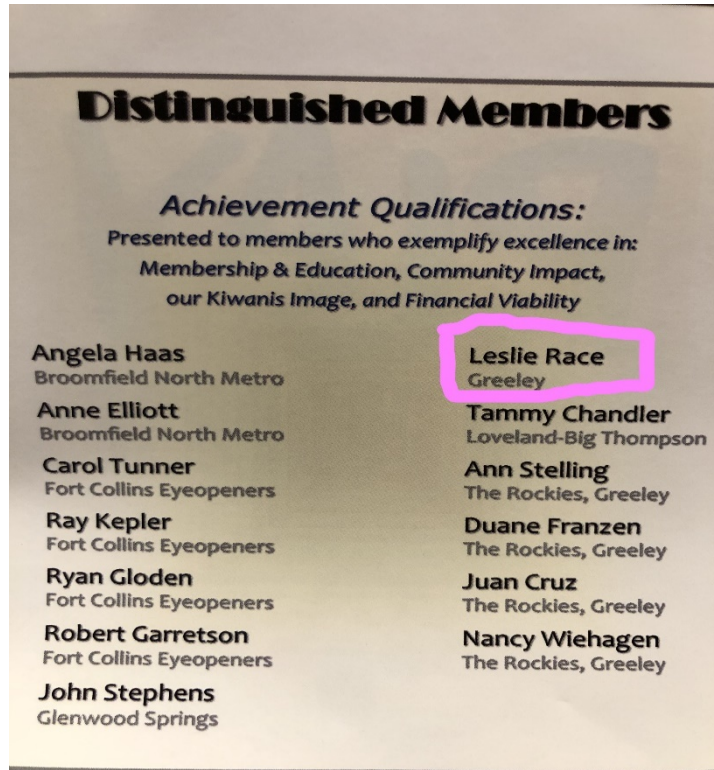 Distinguished Members
Achievement Qualifications:
Presented to members who exemplify excellence in:
Membership & Education, Community Impact,
our Kiwanis Image, and Financial Viability
Angela Haas
Broomfield North Metro
Anne Elliott
Broomfield North Metro
Carol Tunner
Fort Collins Eyeopeners
Ray Kepler
Fort Collins Eyeopeners
Ryan Gloden
Fort Collins Eyeopeners
Robert Garretson
Fort Collins Eyeopeners
John Stephens
Glenwood Springs
Leslie Race
Greeley
Tammy Chandler
Loveland-Big Thompson
Ann Stelling
The Rockies, Greeley
Duane Franzen
The Rockies, Greeley
Juan Cruz
The Rockies, Greeley
Nancy Wiehagen
The Rockies, Greeley